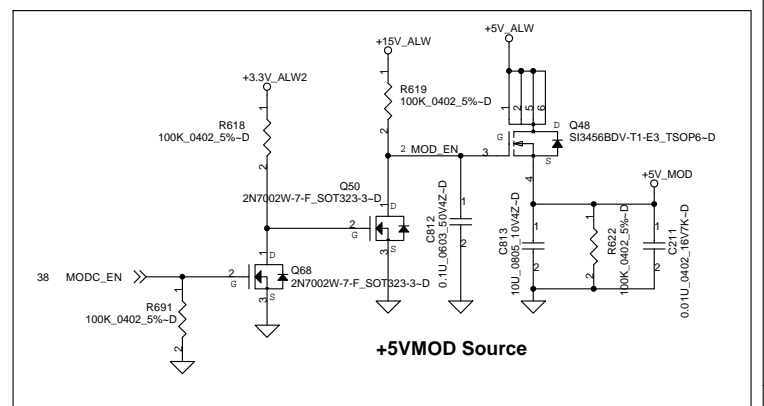 +15V_ALW
+5V_ALW
+3.3V_ALW2
1
R619
100K_0402_5%~D
2
1
R618
100K_0402_5%~D
2
1
2
5
6
D
Q48
SI3456BDV-T1-E3_TSOP6~D
G
3
S
4
2 MOD_EN
+5V_MOD
Q50
2N7002W-7-F_SOT323-3~D
1
D
2
G
S
3
C812
0.1U_0603_50V4Z~D
1
2
C813
10U_0805_10V4Z~D
1
2
R622
100K_0402_5%~D
1
2
C211
0.01U_0402_16V7K~D
1
2
38 MODC_EN
1
D
2
G
S
3
Q68
2N7002W-7-F_SOT323-3~D
1
R691
100K_0402_5%~D
2
+5VMOD Source